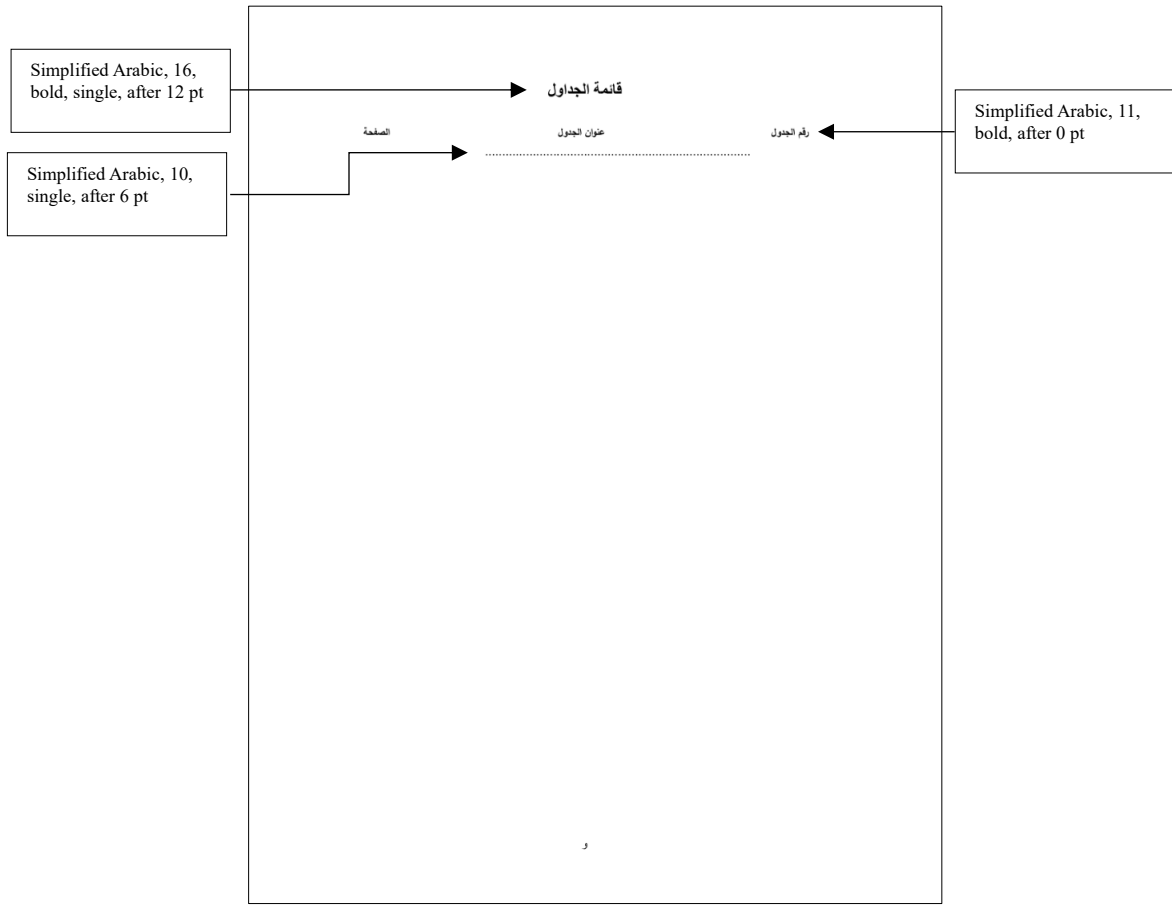 Simplified Arabic, 16,
bold, single, after 12 pt
قائمة الجداول
Simplified Arabic, 11,
bold, after 0 pt
رقم الجدول عنوان الجدول الصفحة
Simplified Arabic, 10,
single, after 6 pt
و